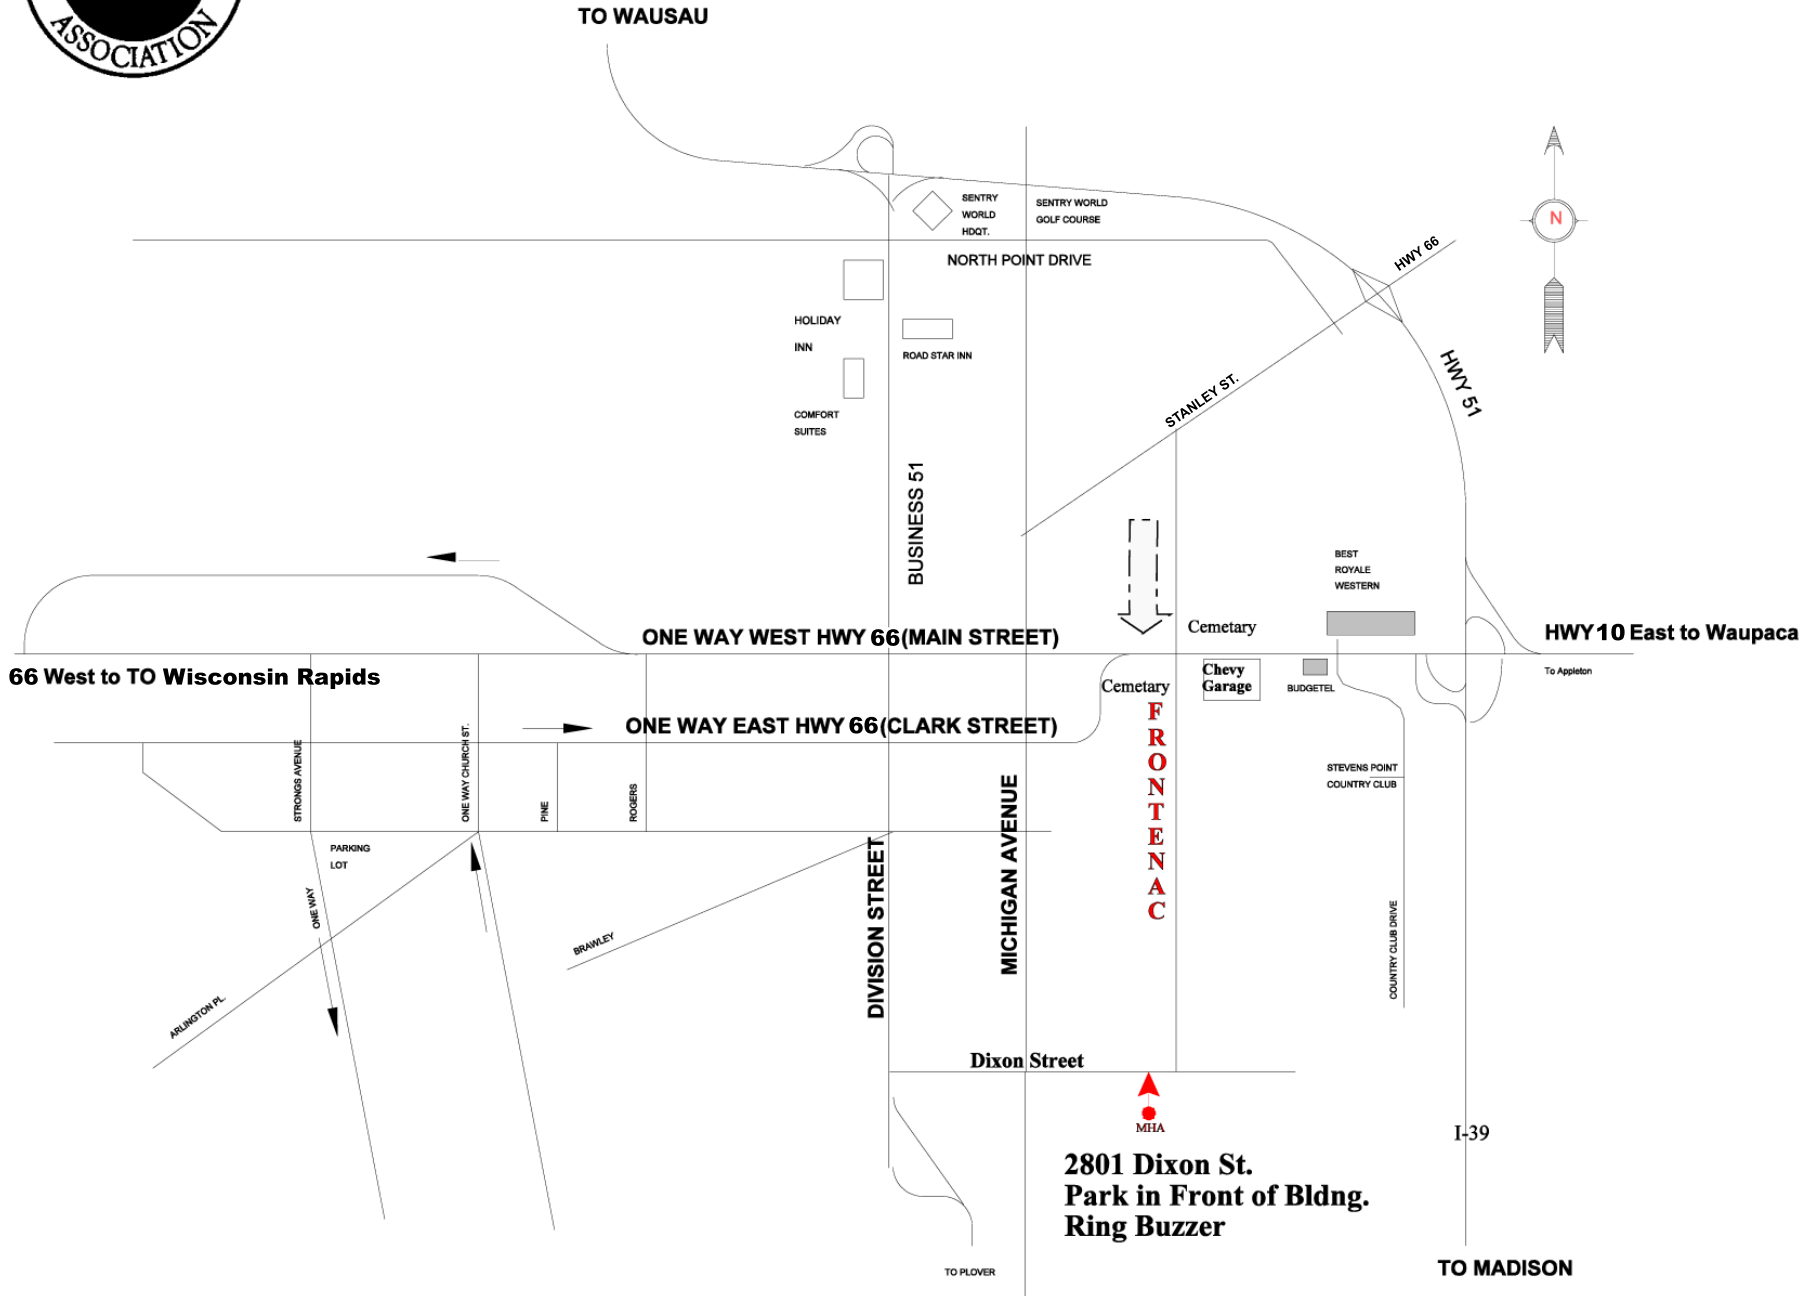 ASSOCIATION
TO WAUSAU
SENTRY
WORLD
HDQT.
SENTRY WORLD
GOLF COURSE
N
NORTH POINT DRIVE
HWY 66
HOLIDAY
INN
ROAD STAR INN
COMFORT
SUITES
STANLEY ST.
HWY 51
BUSINESS 51
BEST
ROYALE
WESTERN
ONE WAY WEST HWY 66(MAIN STREET)
Cemetary
HWY 10 East to Waupaca
66 West to TO Wisconsin Rapids
To Appleton
Chevy
Garage
Cemetary
BUDGETEL
FRONTENAC
ONE WAY EAST HWY 66(CLARK STREET)
STRONGS AVENUE
ONE WAY CHURCH ST.
PINE
ROGERS
STEVENS POINT
COUNTRY CLUB
PARKING
LOT
ONE WAY
DIVISION STREET
MICHIGAN AVENUE
BRAWLEY
COUNTRY CLUB DRIVE
ARLINGTON PL.
Dixon Street
MHA
I-39
2801 Dixon St.
Park in Front of Bldng.
Ring Buzzer
TO PLOVER
TO MADISON